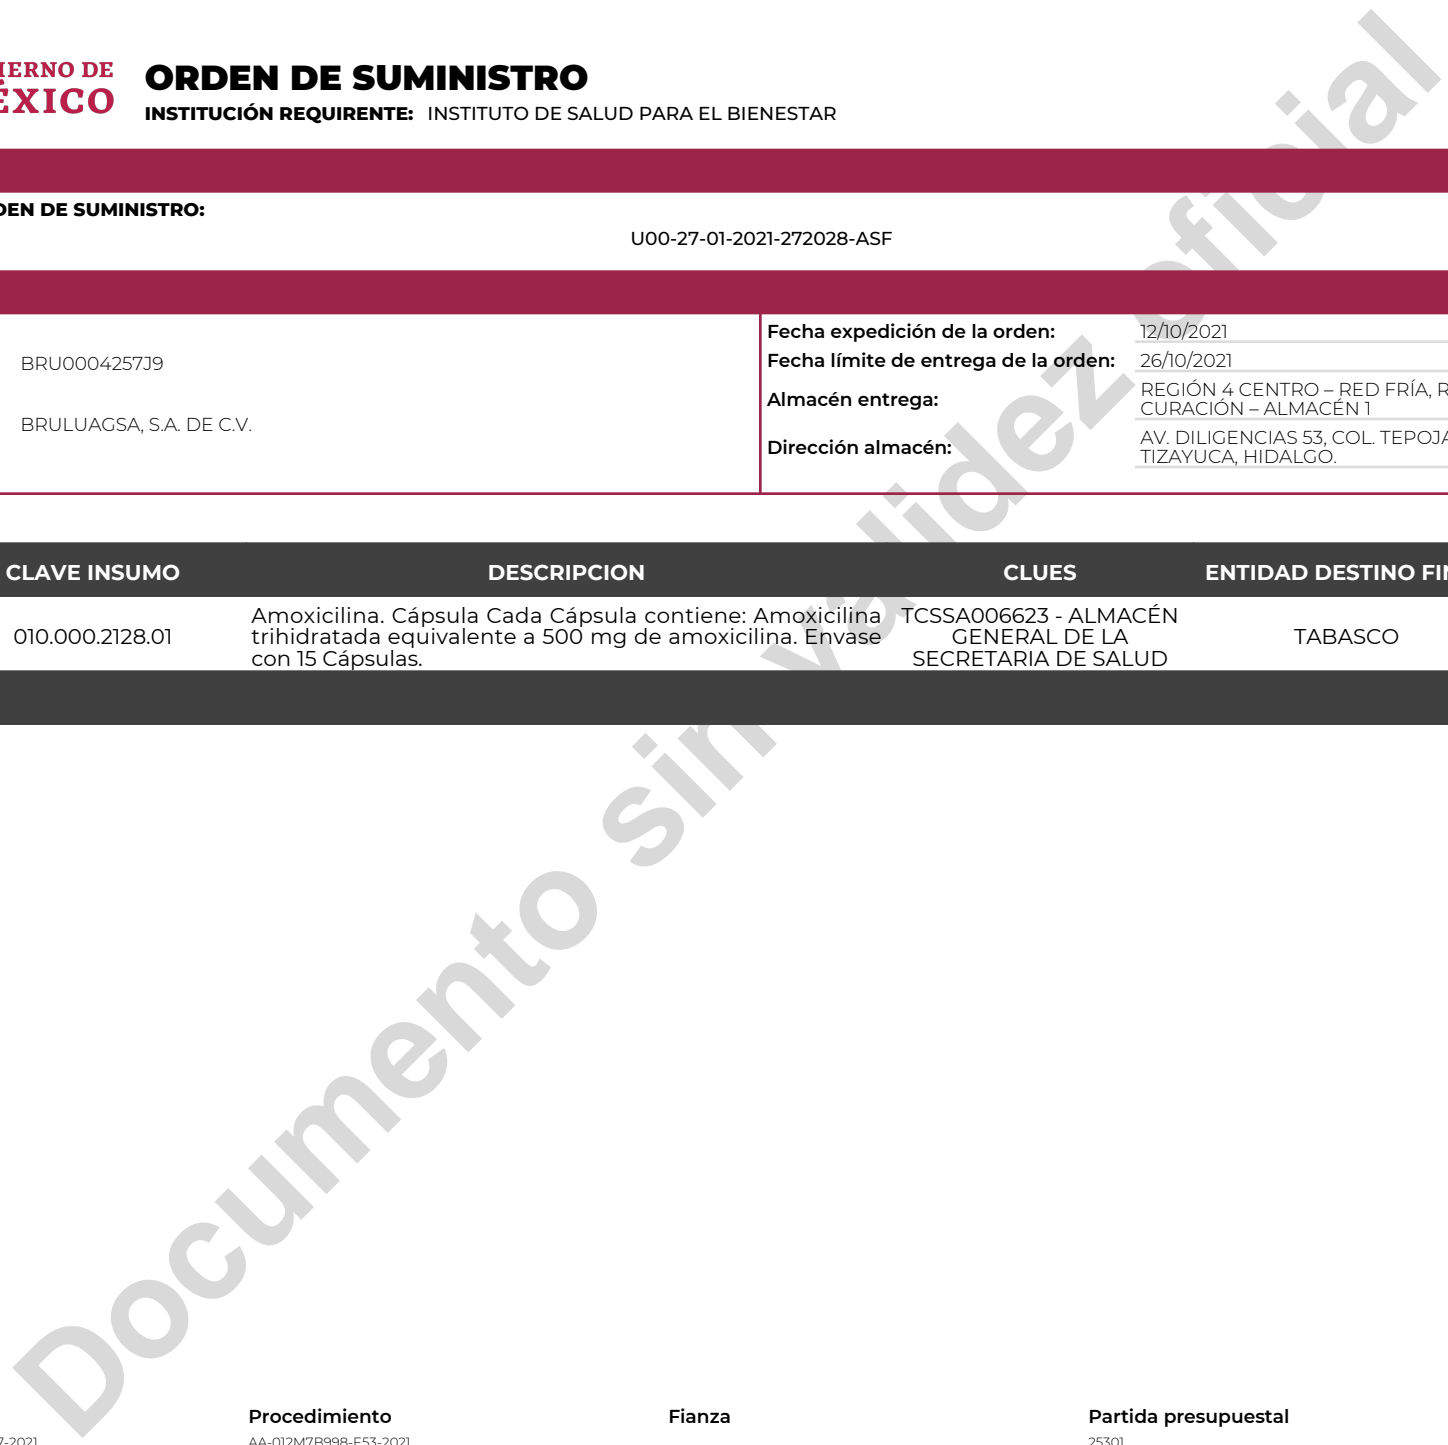 ORDEN DE SUMINISTRO
INSTITUCIÓN REQUIRENTE: INSTITUTO DE SALUD PARA EL BIENESTAR
DE
DE SUMINISTRO:
U00-27-01-2021-272028-ASF
BRU0004257J9
BRULUAGSA, S.A. DE C.V.
Fecha expedición de la orden: 12/10/2021
Fecha límite de entrega de la orden: 26/10/2021
Almacén entrega: REGIÓN 4 CENTRO – RED FRÍA,
CURACIÓN – ALMACÉN 1
Dirección almacén: AV. DILIGENCIAS 53, COL.
TIZAYUCA, HIDALGO.
CLAVE INSUMO DESCRIPCION CLUES ENTIDAD DESTINO
010.000.2128.01
Amoxicilina. Cápsula Cada Cápsula contiene: Amoxicilina
trihidratada equivalente a 500 mg de amoxicilina. Envase
con 15 Cápsulas.
TCSSA006623 - ALMACÉN
GENERAL DE LA
SECRETARIA DE SALUD
TABASCO
Documento sin validez oficial
Procedimiento Fianza Partida presupuestal
AA-012M7B998-E53-2021 25301